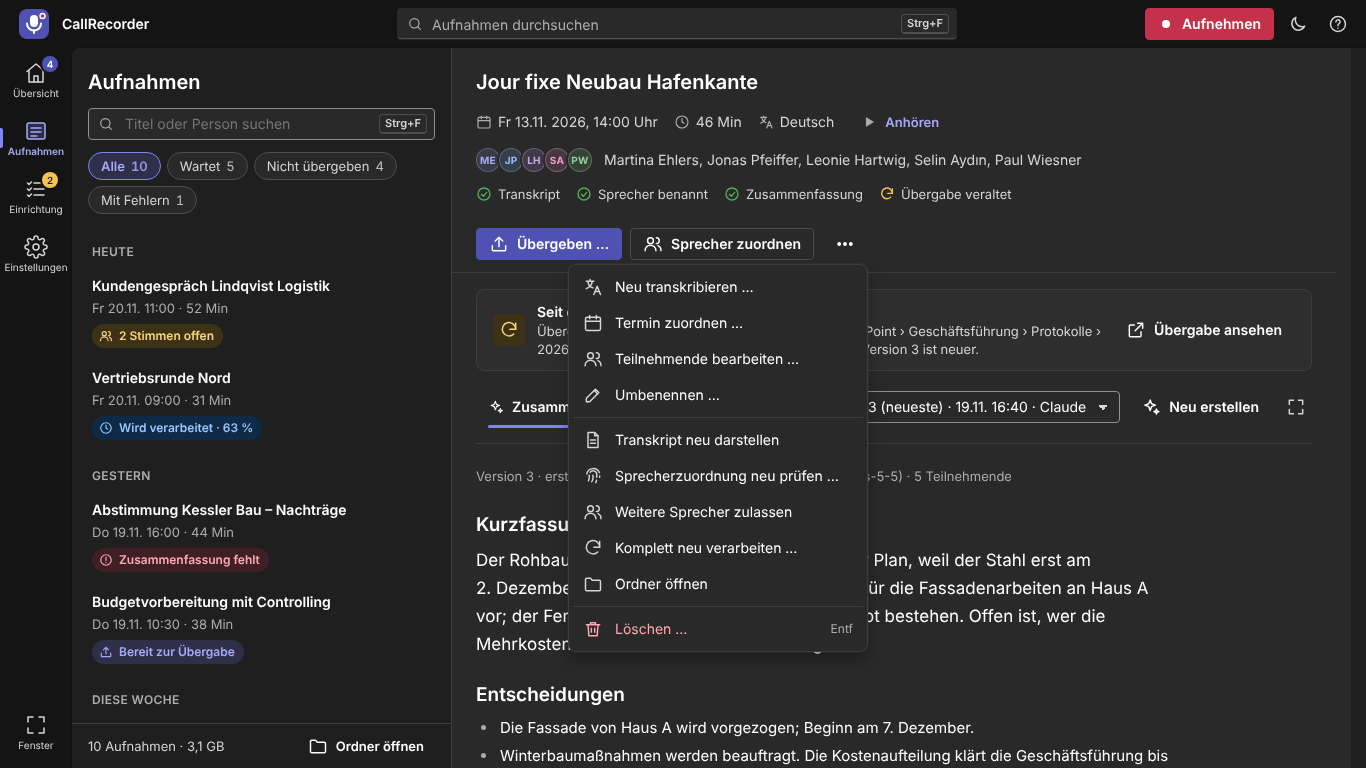 CallRecorder
Aufnahmen durchsuchen
Strg+F
Aufnehmen
4
Übersicht
Aufnahmen
2
Einrichtung
Einstellungen
Fenster
Aufnahmen
Titel oder Person suchen
Strg+F
Alle 10
Wartet 5
Nicht übergeben 4
Mit Fehlern 1
HEUTE
Kundengespräch Lindqvist Logistik
Fr 20.11. 11:00 · 52 Min
2 Stimmen offen
Vertriebsrunde Nord
Fr 20.11. 09:00 · 31 Min
Wird verarbeitet · 63 %
GESTERN
Abstimmung Kessler Bau – Nachträge
Do 19.11. 16:00 · 44 Min
Zusammenfassung fehlt
Budgetvorbereitung mit Controlling
Do 19.11. 10:30 · 38 Min
Bereit zur Übergabe
DIESE WOCHE
10 Aufnahmen · 3,1 GB
Ordner öffnen
Jour fixe Neubau Hafenkante
Fr 13.11. 2026, 14:00 Uhr
46 Min
Deutsch
Anhören
ME JP LH SA PW
Martina Ehlers, Jonas Pfeiffer, Leonie Hartwig, Selin Aydın, Paul Wiesner
Transkript
Sprecher benannt
Zusammenfassung
Übergabe veraltet
Übergeben ...
Sprecher zuordnen
Neu transkribieren ...
Termin zuordnen ...
Teilnehmende bearbeiten ...
Umbenennen ...
Transkript neu darstellen
Sprecherzuordnung neu prüfen ...
Weitere Sprecher zulassen
Komplett neu verarbeiten ...
Ordner öffnen
Löschen ...
Entf
Seit
Point › Geschäftsführung › Protokolle ›
2026
Version 3 ist neuer.
Übergabe ansehen
3 (neueste) · 19.11. 16:40 · Claude
Neu erstellen
Version 3 ·
5-5) · 5 Teilnehmende
Der Rohbau
Plan, weil der Stahl erst am
2.
für die Fassadenarbeiten an Haus A
vor; der
bestehen. Offen ist, wer die
Mehrkosten
Entscheidungen
• Die Fassade von Haus A wird vorgezogen; Beginn am 7. Dezember.
• Winterbaumaßnahmen werden beauftragt. Die Kostenaufteilung klärt die Geschäftsführung bis